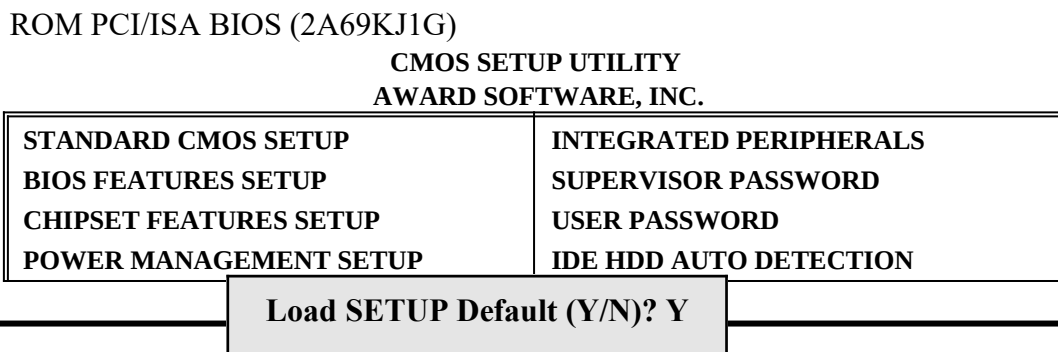 ROM PCI/ISA BIOS (2A69KJ1G)
CMOS SETUP UTILITY
AWARD SOFTWARE, INC.
STANDARD CMOS SETUP
INTEGRATED PERIPHERALS
BIOS FEATURES SETUP
SUPERVISOR PASSWORD
CHIPSET FEATURES SETUP
USER PASSWORD
POWER MANAGEMENT SETUP
IDE HDD AUTO DETECTION
Load SETUP Default (Y/N)? Y